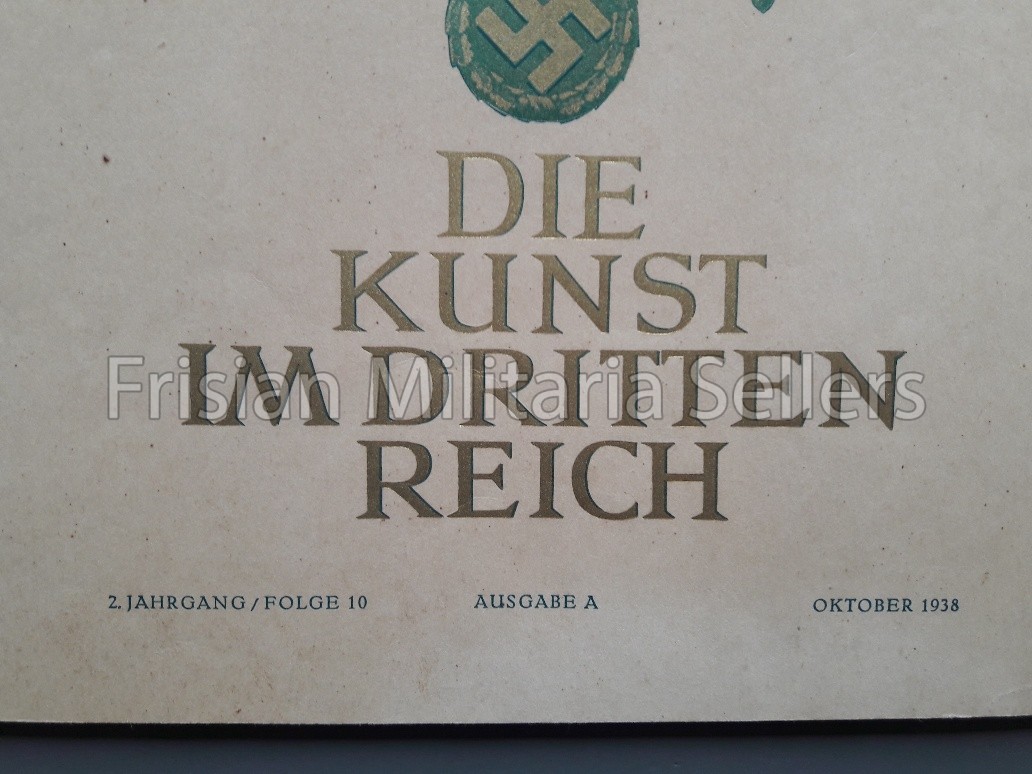 DIE
KUNST
IM DRITTEN
REICH
Frisian Militaria Sellers
2. JAHRGANG / FOLGE 10 AUSGABE A OKTOBER 1938